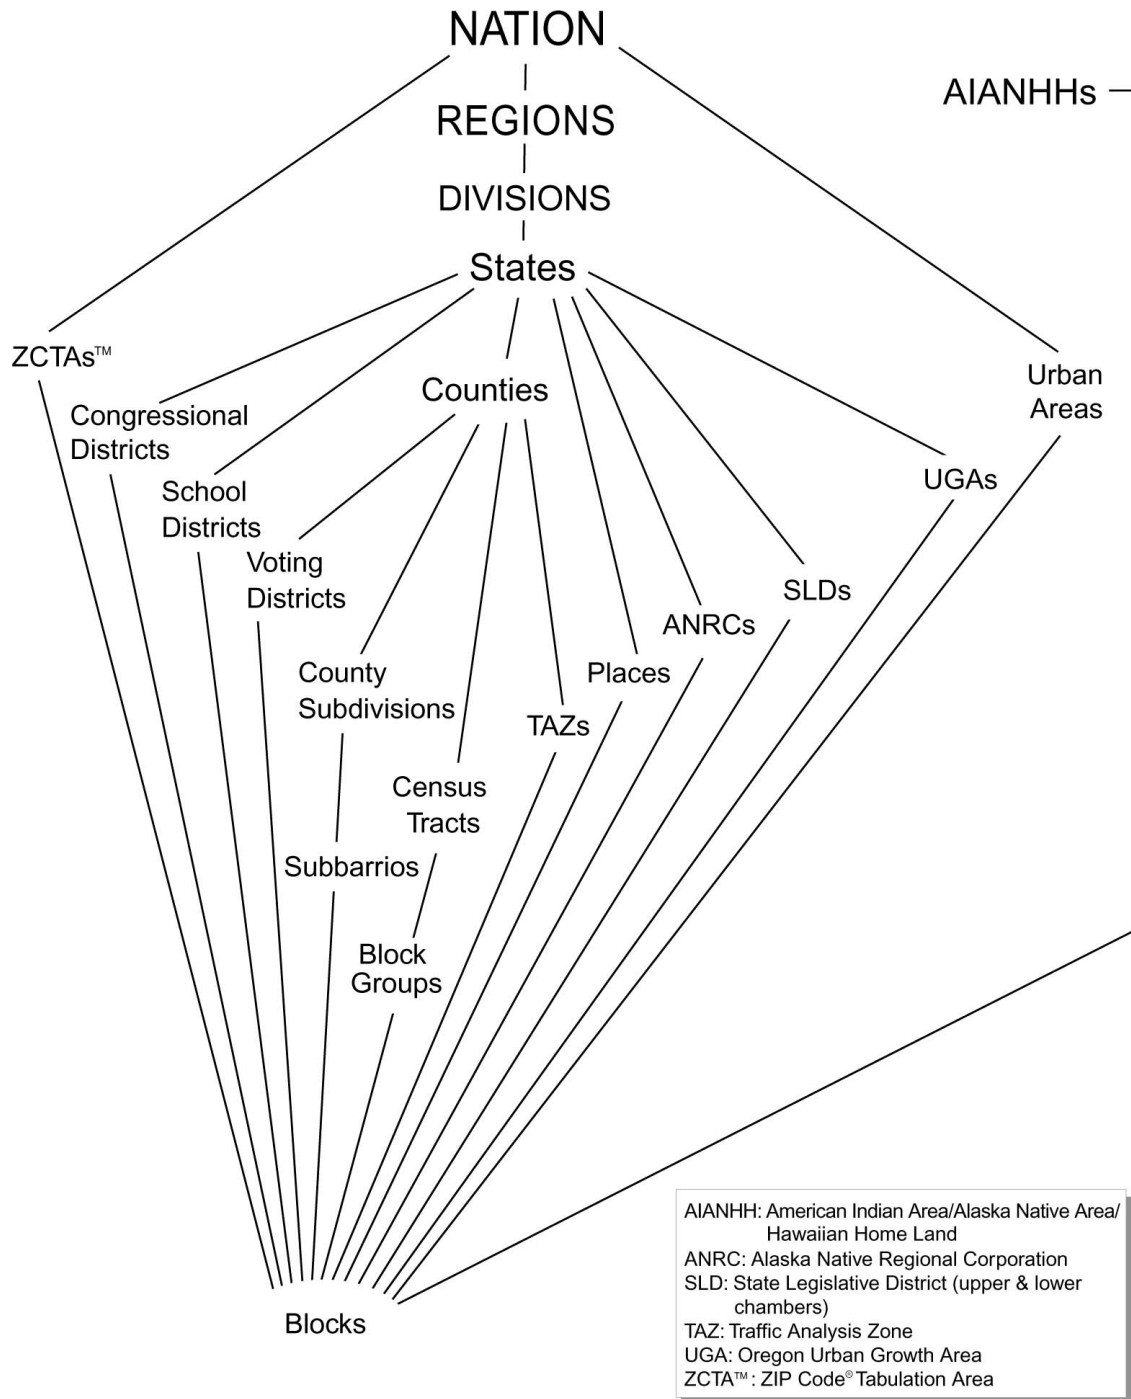 NATION
AIANHHs
REGIONS
DIVISIONS
States
ZCTAs™
Counties
Urban
Areas
Congressional
Districts
School
Districts
UGAs
Voting
Districts
SLDs
ANRCs
County
Subdivisions
Places
TAZs
Census
Tracts
Subbarrios
Block
Groups
Blocks
AIANHH: American Indian Area/Alaska Native Area/
Hawaiian Home Land
ANRC: Alaska Native Regional Corporation
SLD: State Legislative District (upper & lower
chambers)
TAZ: Traffic Analysis Zone
UGA: Oregon Urban Growth Area
ZCTA™: ZIP Code® Tabulation Area